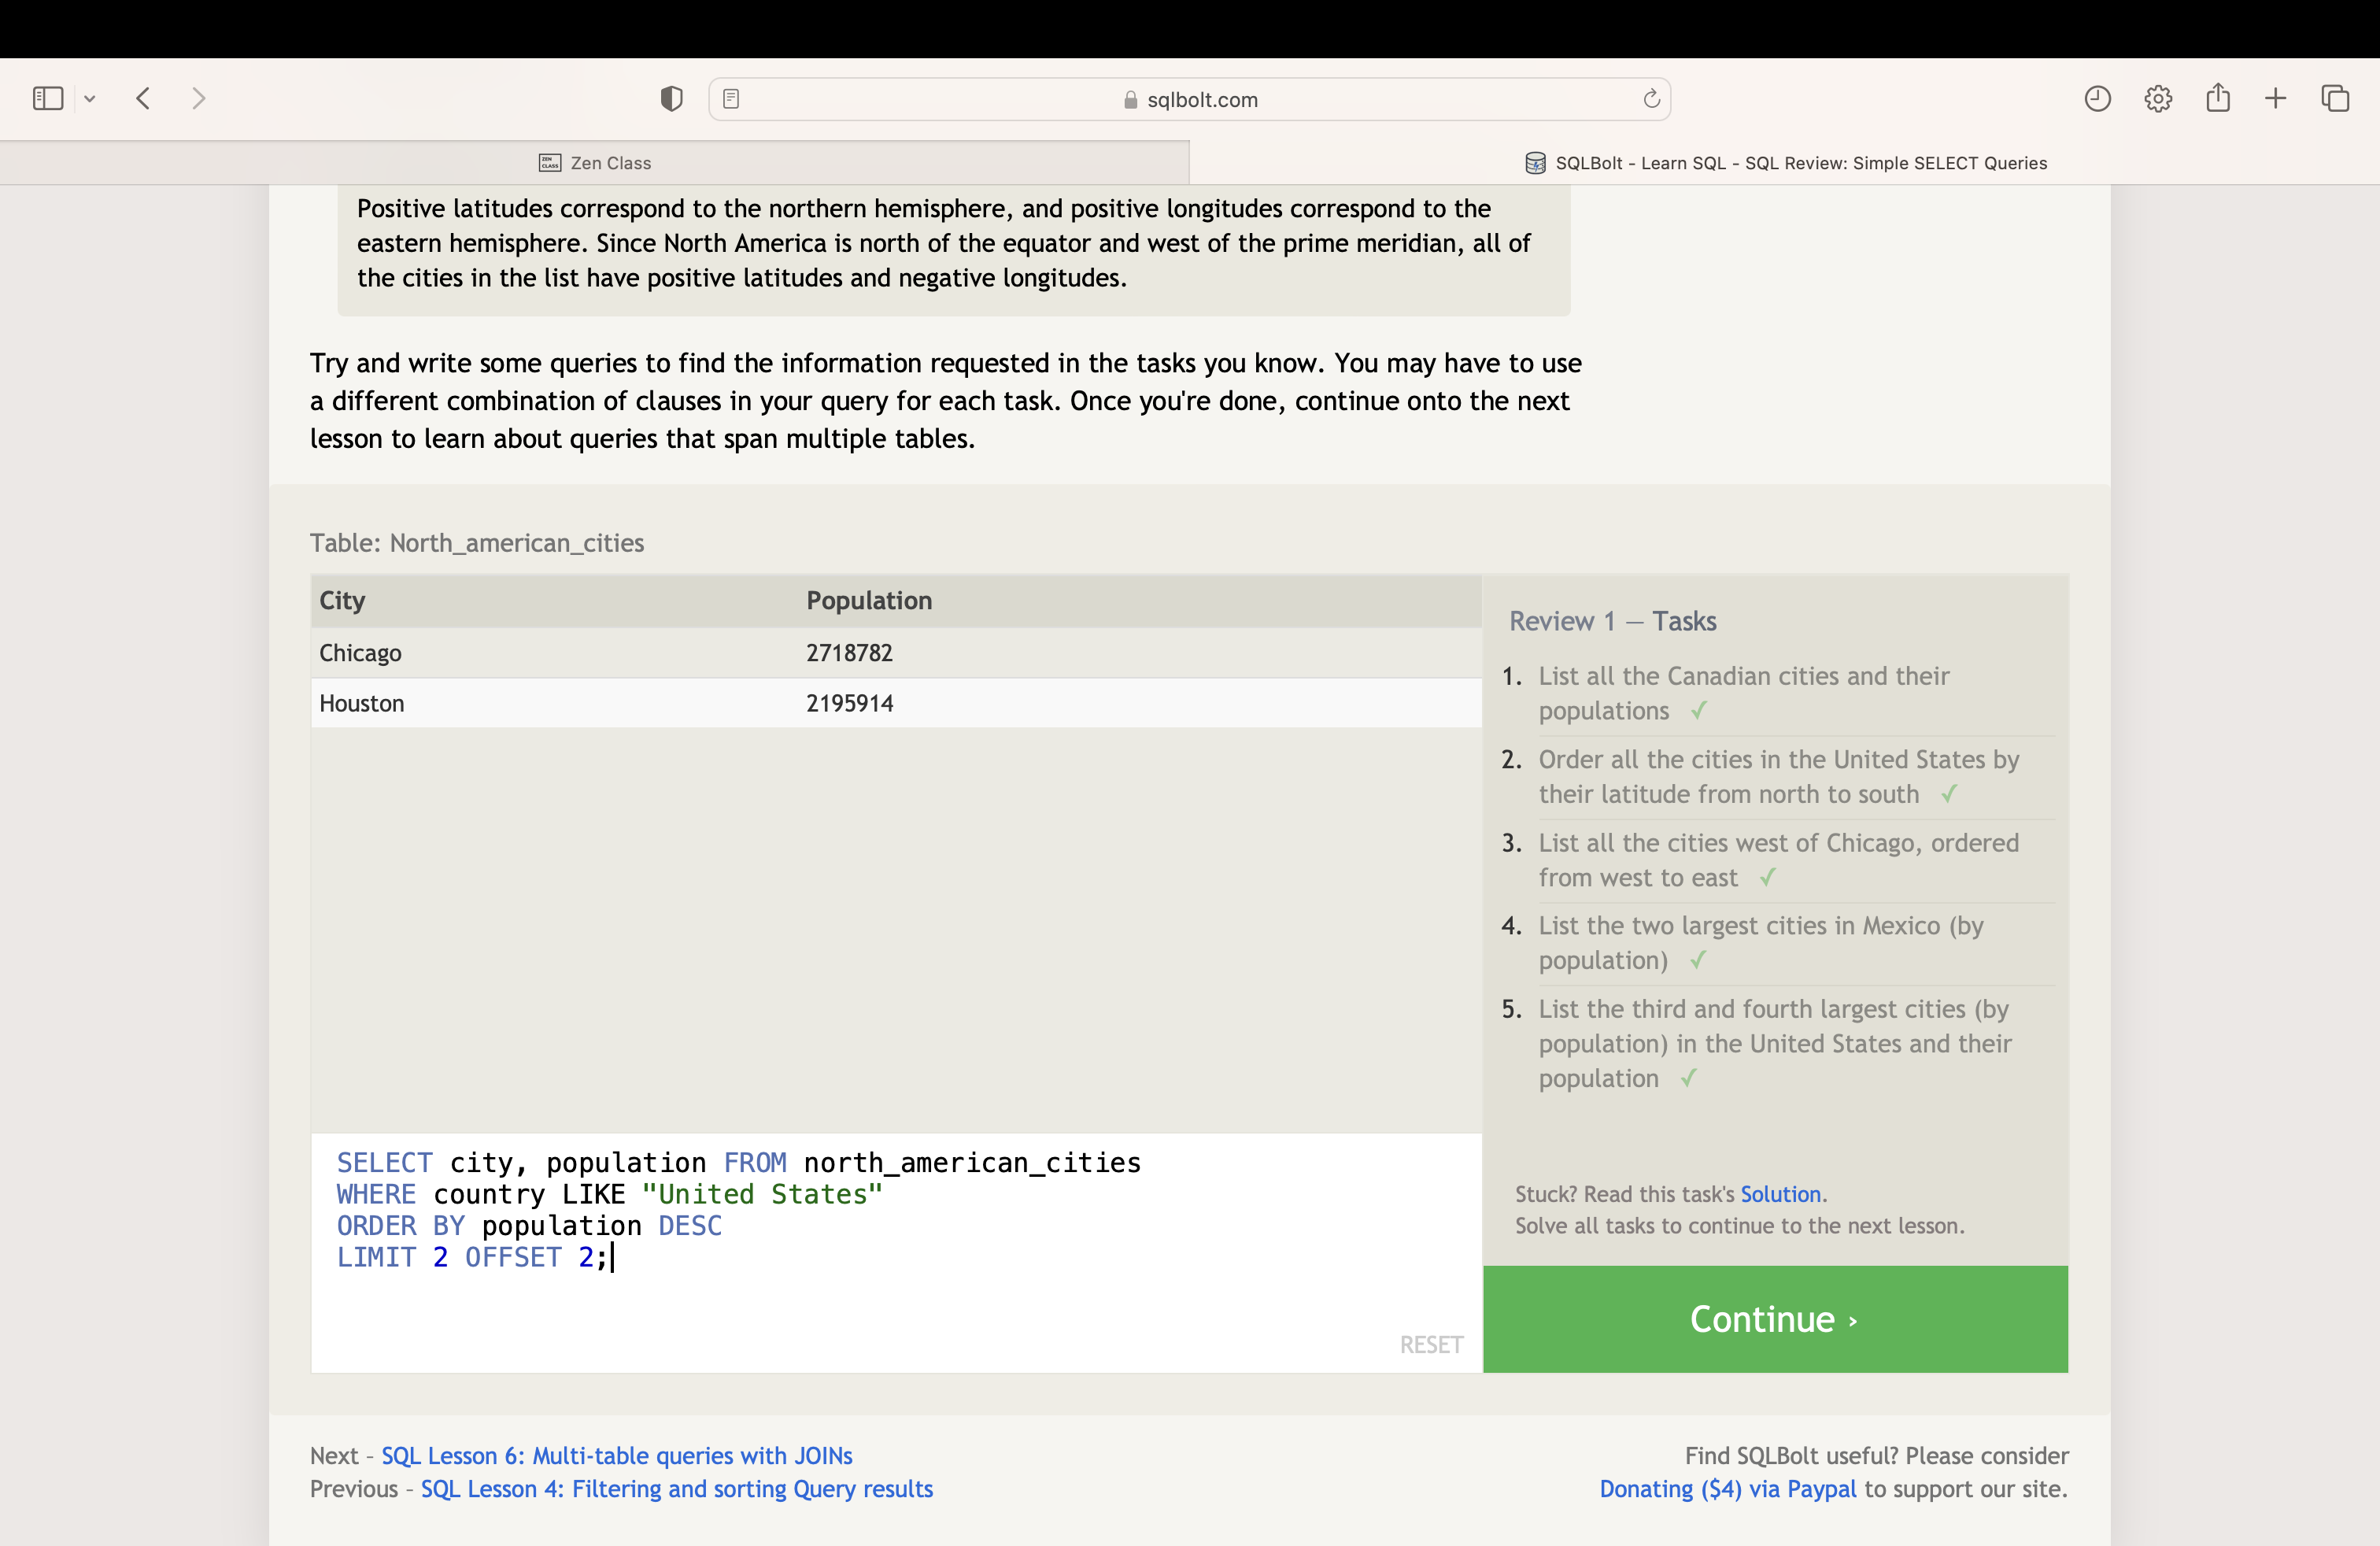 sqlbolt.com
ZEN CLASS Zen Class
SQLBolt - Learn SQL - SQL Review: Simple SELECT Queries
Positive latitudes correspond to the northern hemisphere, and positive longitudes correspond to the
eastern hemisphere. Since North America is north of the equator and west of the prime meridian, all of
the cities in the list have positive latitudes and negative longitudes.
Try and write some queries to find the information requested in the tasks you know. You may have to use
a different combination of clauses in your query for each task. Once you're done, continue onto the next
lesson to learn about queries that span multiple tables.
Table: North_american_cities
City Population
Chicago 2718782
Houston 2195914
SELECT city, population FROM north_american_cities
WHERE country LIKE "United States"
ORDER BY population DESC
LIMIT 2 OFFSET 2;
RESET
Review 1 — Tasks
1. List all the Canadian cities and their
populations ✓
2. Order all the cities in the United States by
their latitude from north to south ✓
3. List all the cities west of Chicago, ordered
from west to east ✓
4. List the two largest cities in Mexico (by
population) ✓
5. List the third and fourth largest cities (by
population) in the United States and their
population ✓
Stuck? Read this task's Solution.
Solve all tasks to continue to the next lesson.
Continue ›
Next – SQL Lesson 6: Multi-table queries with JOINs
Previous – SQL Lesson 4: Filtering and sorting Query results
Find SQLBolt useful? Please consider
Donating ($4) via Paypal to support our site.